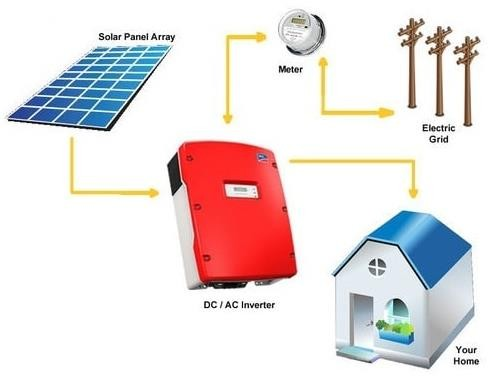 Solar Panel Array
Meter
Electric
Grid
DC / AC Inverter
Your
Home